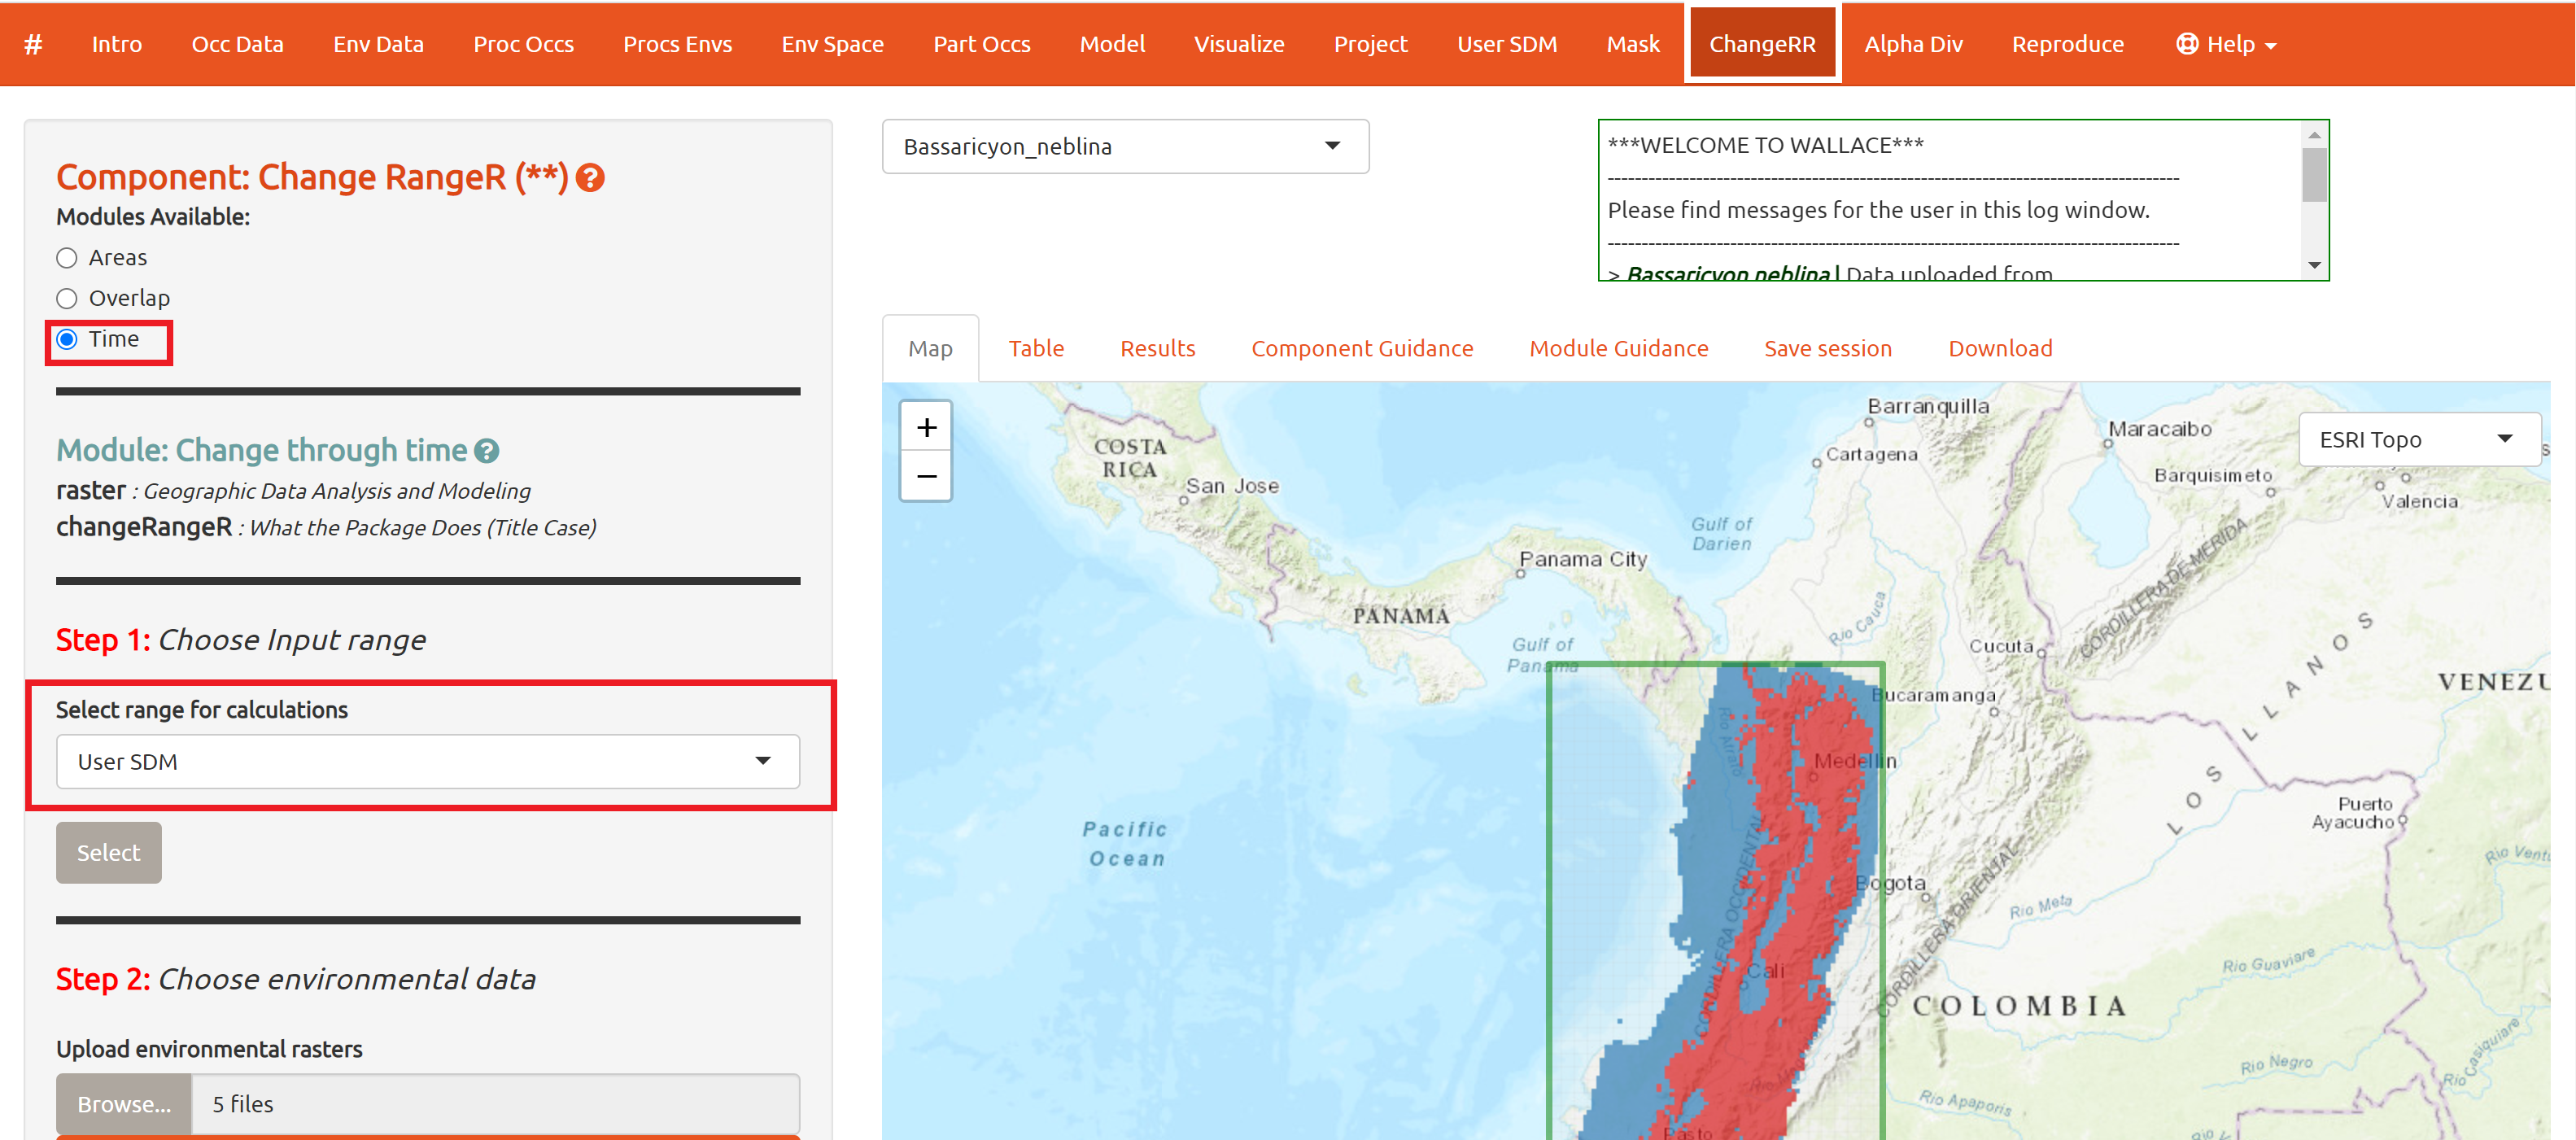 # Intro Occ Data Env Data Proc Occs Procs Envs Env Space Part Occs Model Visualize Project User SDM Mask ChangeRR Alpha Div Reproduce Help
Component: Change RangeR (**) ?
Modules Available:
Areas
Overlap
Time
Module: Change through time ?
raster : Geographic Data Analysis and Modeling
changeRangeR : What the Package Does (Title Case)
Step 1: Choose Input range
Select range for calculations
User SDM
Select
Step 2: Choose environmental data
Upload environmental rasters
Browse... 5 files
Bassaricyon_neblina
***WELCOME TO WALLACE***
--------------------------------------------------------------------------------------
Please find messages for the user in this log window.
--------------------------------------------------------------------------------------
> Bassaricyon neblina | Data uploaded from
Map Table Results Component Guidance Module Guidance Save session Download
+
−
ESRI Topo
Barranquilla
Maracaibo
COSTA
RICA
Cartagena
Barquisimeto
San Jose
Valencia
Gulf of
Darien
Panama City
CORDILLERA DE MERIDA
PANAMÁ
Rio Cauca
LOS LLANOS
Gulf of
Panama
Cucuta
Bucaramanga
VENEZU
Rio Atrato
Medellin
Puerto
Ayacucho
Pacific
Ocean
CORDILLERA OCCIDENTAL
Rio Ventu
Bogota
Rio Meta
CORDILLERA ORIENTAL
Cali
Rio Guaviare
COLOMBIA
Rio Negro
Casiquiare
Rio
Rio Apaporis
Pasto